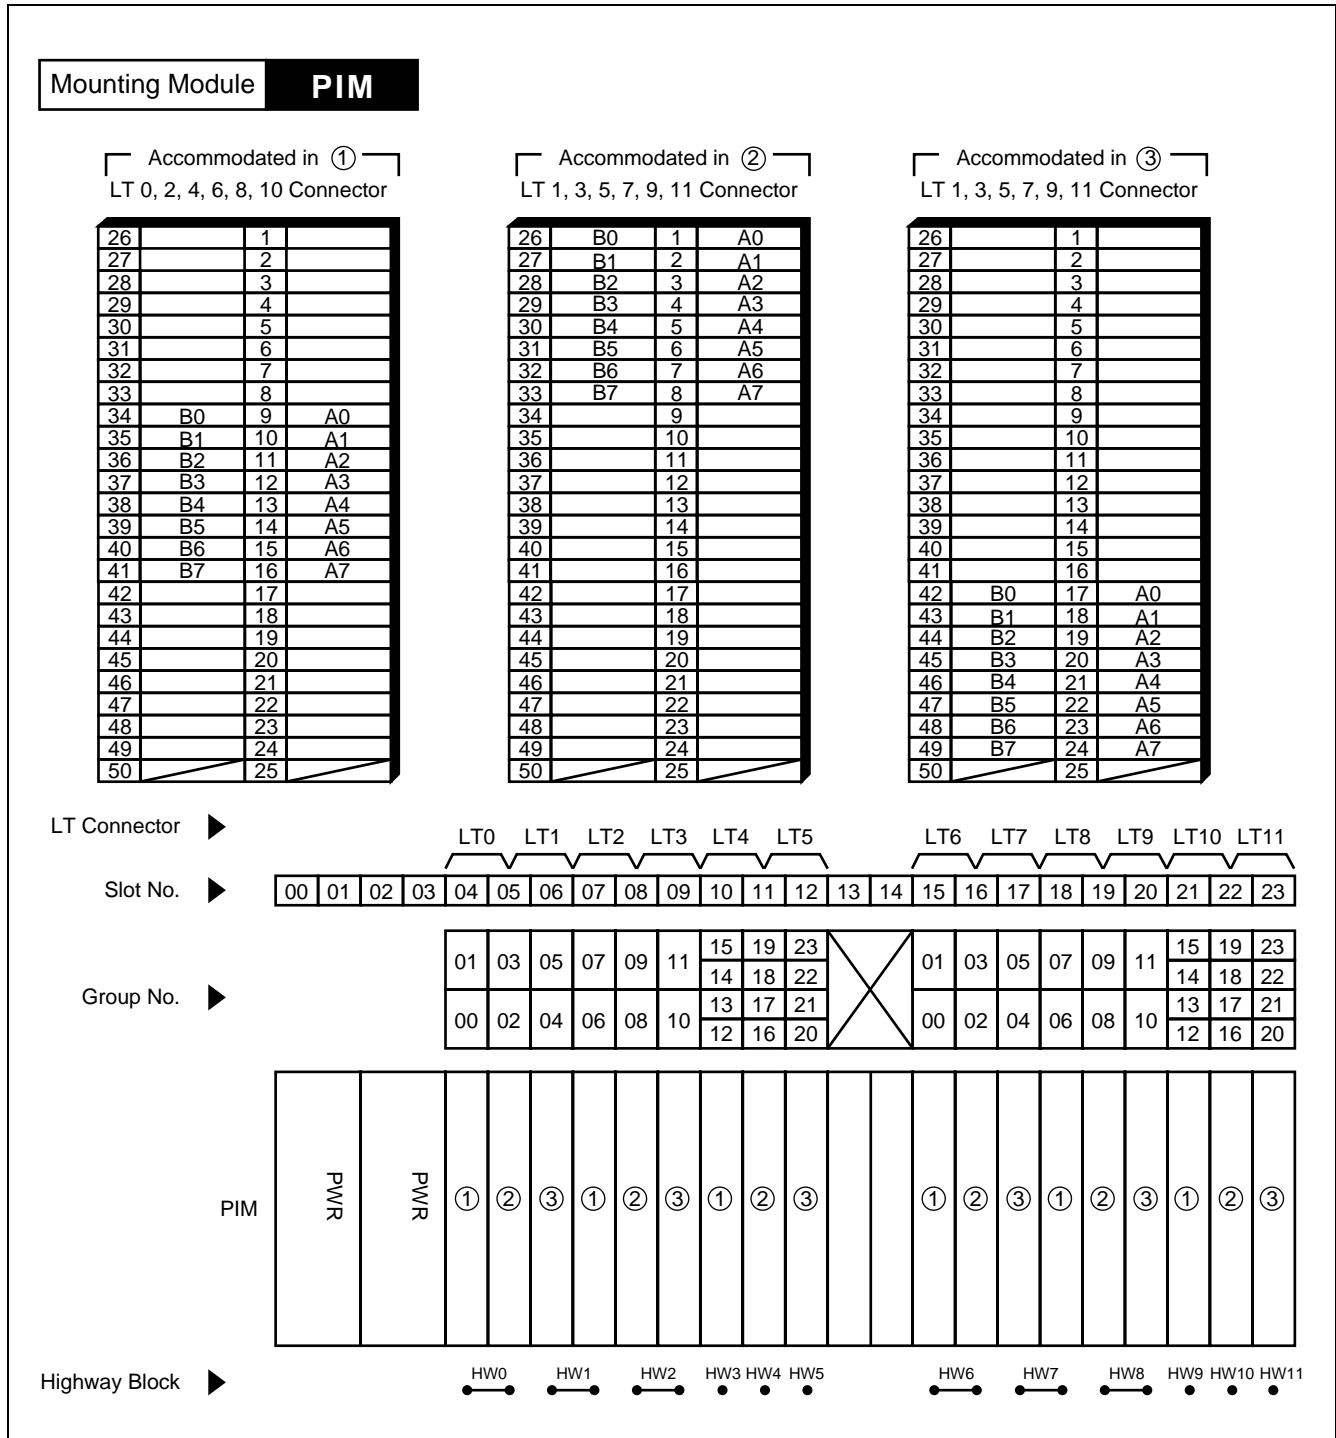 Mounting Module PIM
Accommodated in ① Accommodated in ② Accommodated in ③
LT 0, 2, 4, 6, 8, 10 Connector LT 1, 3, 5, 7, 9, 11 Connector LT 1, 3, 5, 7, 9, 11 Connector
26 1 26 B0 1 A0 26 1
27 2 27 B1 2 A1 27 2
28 3 28 B2 3 A2 28 3
29 4 29 B3 4 A3 29 4
30 5 30 B4 5 A4 30 5
31 6 31 B5 6 A5 31 6
32 7 32 B6 7 A6 32 7
33 8 33 B7 8 A7 33 8
34 B0 9 A0 34 9 34 9
35 B1 10 A1 35 10 35 10
36 B2 11 A2 36 11 36 11
37 B3 12 A3 37 12 37 12
38 B4 13 A4 38 13 38 13
39 B5 14 A5 39 14 39 14
40 B6 15 A6 40 15 40 15
41 B7 16 A7 41 16 41 16
42 17 42 17 42 B0 17 A0
43 18 43 18 43 B1 18 A1
44 19 44 19 44 B2 19 A2
45 20 45 20 45 B3 20 A3
46 21 46 21 46 B4 21 A4
47 22 47 22 47 B5 22 A5
48 23 48 23 48 B6 23 A6
49 24 49 24 49 B7 24 A7
50 25 50 25 50 25
LT Connector LT0 LT1 LT2 LT3 LT4 LT5 LT6 LT7 LT8 LT9 LT10 LT11
Slot No. 00 01 02 03 04 05 06 07 08 09 10 11 12 13 14 15 16 17 18 19 20 21 22 23
Group No.
01 03 05 07 09 11 15 19 23 01 03 05 07 09 11 15 19 23
14 18 22 14 18 22
00 02 04 06 08 10 13 17 21 00 02 04 06 08 10 13 17 21
12 16 20 12 16 20
PIM PWR PWR ① ② ③ ① ② ③ ① ② ③ ① ② ③ ① ② ③ ① ② ③
Highway Block HW0 HW1 HW2 HW3 HW4 HW5 HW6 HW7 HW8 HW9 HW10 HW11